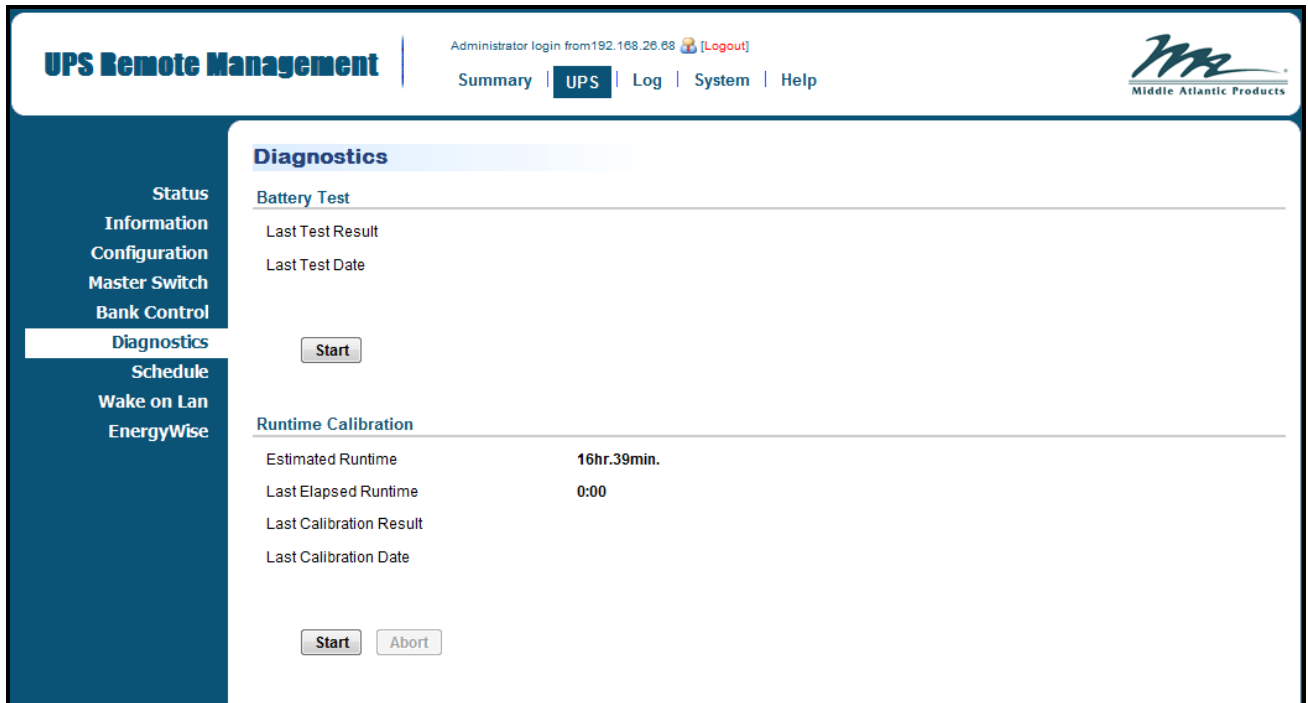 UPS Remote Management
Administrator login from192.168.26.68 [Logout]
Summary | UPS | Log | System | Help
Middle Atlantic Products
Status
Information
Configuration
Master Switch
Bank Control
Diagnostics
Schedule
Wake on Lan
EnergyWise
Diagnostics
Battery Test
Last Test Result
Last Test Date
Start
Runtime Calibration
Estimated Runtime 16hr.39min.
Last Elapsed Runtime 0:00
Last Calibration Result
Last Calibration Date
Start Abort